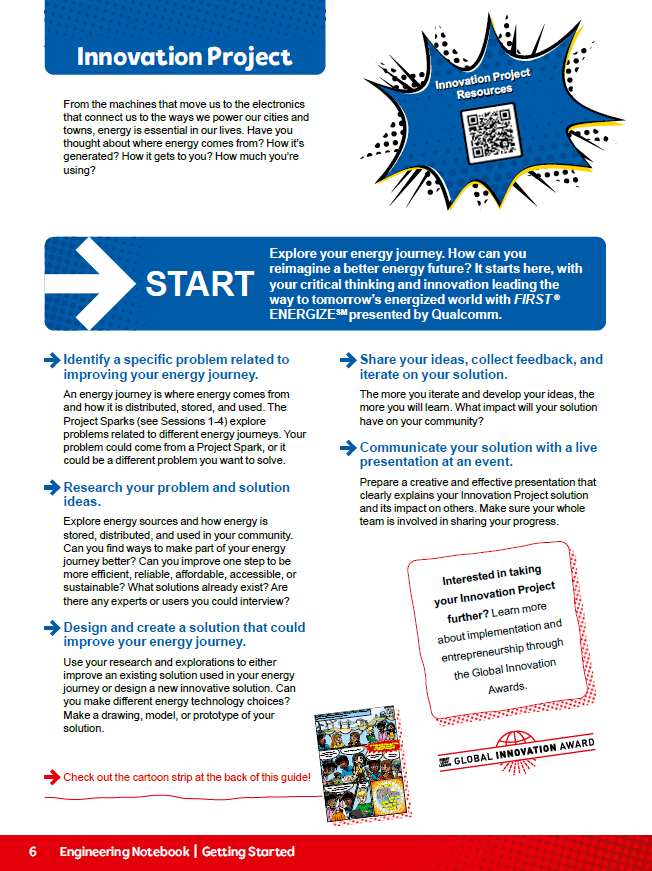 Innovation Project
From the machines that move us to the electronics
that connect us to the ways we power our cities and
towns, energy is essential in our lives. Have you
thought about where energy comes from? How it's
generated? How it gets to you? How much you're
using?
Innovation Project
Resources
START
Explore your energy journey. How can you
reimagine a better energy future? It starts here, with
your critical thinking and innovation leading the
way to tomorrow's energized world with FIRST®
ENERGIZE℠ presented by Qualcomm.
Identify a specific problem related to
improving your energy journey.
An energy journey is where energy comes from
and how it is distributed, stored, and used. The
Project Sparks (see Sessions 1-4) explore
problems related to different energy journeys. Your
problem could come from a Project Spark, or it
could be a different problem you want to solve.
Research your problem and solution
ideas.
Explore energy sources and how energy is
stored, distributed, and used in your community.
Can you find ways to make part of your energy
journey better? Can you improve one step to be
more efficient, reliable, affordable, accessible, or
sustainable? What solutions already exist? Are
there any experts or users you could interview?
Design and create a solution that could
improve your energy journey.
Use your research and explorations to either
improve an existing solution used in your energy
journey or design a new innovative solution. Can
you make different energy technology choices?
Make a drawing, model, or prototype of your
solution.
Check out the cartoon strip at the back of this guide!
Share your ideas, collect feedback, and
iterate on your solution.
The more you iterate and develop your ideas, the
more you will learn. What impact will your solution
have on your community?
Communicate your solution with a live
presentation at an event.
Prepare a creative and effective presentation that
clearly explains your Innovation Project solution
and its impact on others. Make sure your whole
team is involved in sharing your progress.
Interested in taking
your Innovation Project
further? Learn more
about implementation and
entrepreneurship through
the Global Innovation
Awards.
GLOBAL INNOVATION AWARD
6 Engineering Notebook | Getting Started